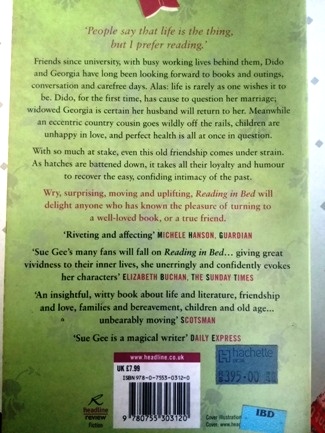 ‘People say that life is the thing,
but I prefer reading.’
Friends since university, with busy working lives behind them, Dido
and Georgia have long been looking forward to books and outings,
conversation and carefree days. Alas: life is rarely as one wishes it to
be. Dido, for the first time, has cause to question her marriage;
widowed Georgia is certain her husband will return to her. Meanwhile
an eccentric country cousin goes wildly off the rails, children are
unhappy in love, and perfect health is all at once in question.
With so much at stake, even this old friendship comes under strain.
As hatches are battened down, it takes all their loyalty and humour
to recover the easy, confiding intimacy of the past.
Wry, surprising, moving and uplifting, Reading in Bed will
delight anyone who has known the pleasure of turning to
a well-loved book, or a true friend.
‘Riveting and affecting’ MICHELE HANSON, GUARDIAN
‘Sue Gee’s many fans will fall on Reading in Bed... giving great
vividness to their inner lives, she unerringly and confidently evokes
her characters’ ELIZABETH BUCHAN, THE SUNDAY TIMES
‘An insightful, witty book about life and literature, friendship
and love, families and bereavement, children and old age...
unbearably moving’ SCOTSMAN
‘Sue Gee is a magical writer’ DAILY EXPRESS
www.headline.co.uk
UK £7.99
ISBN 978-0-7553-0312-0
9 780755 303120
headline
review
Fiction
hachette
395-00
IBD
Cover illustration